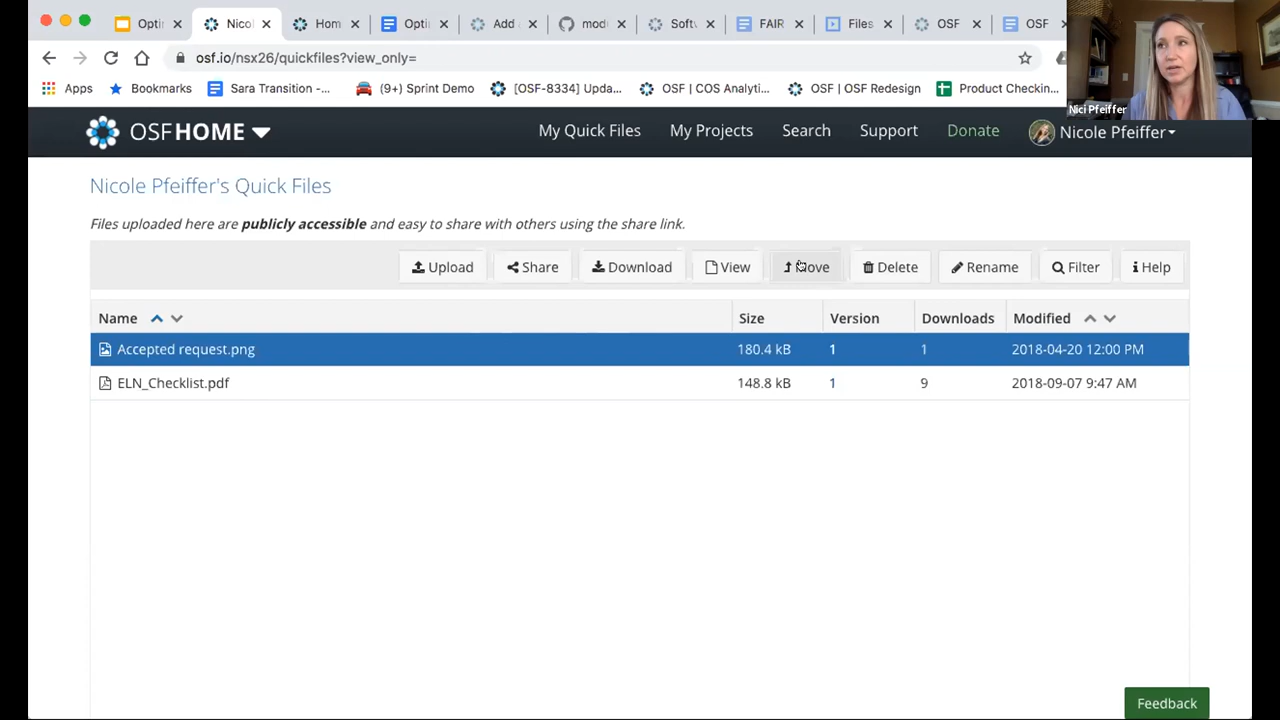 Opti
Nicol
Hom
Opti
Add
mod
Softw
FAIR
Files
OSF
OSF
osf.io/nsx26/quickfiles?view_only=
Apps
Bookmarks
Sara Transition -...
(9+) Sprint Demo
[OSF-8334] Upda...
OSF | COS Analyti...
OSF | OSF Redesign
Product Checkin...
Nici Pfeiffer
OSFHOME
My Quick Files
My Projects
Search
Support
Donate
Nicole Pfeiffer
Nicole Pfeiffer's Quick Files
Files uploaded here are publicly accessible and easy to share with others using the share link.
Upload
Share
Download
View
Move
Delete
Rename
Filter
Help
Name Size Version Downloads Modified
Accepted request.png 180.4 kB 1 1 2018-04-20 12:00 PM
ELN_Checklist.pdf 148.8 kB 1 9 2018-09-07 9:47 AM
Feedback